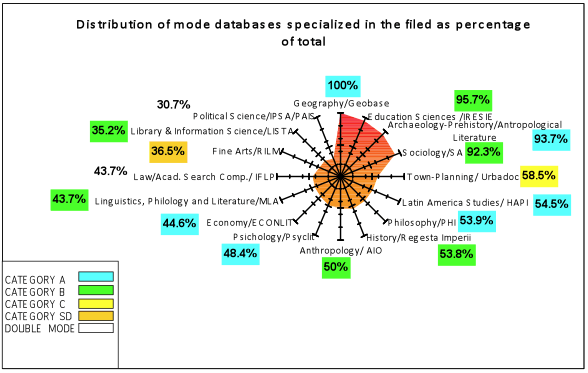 Distribution of mode databases specialized in the filed as percentage
of total
100%
Geography/Geobase
95.7%
30.7%
Political Science/IPSA/PAIS
Education Sciences /IRESIE
Archaeology-Prehistory/Antropological
Literature
93.7%
35.2%
Library & Information Science/LISTA
36.5%
Fine Arts/RILM
Sociology/SA
92.3%
43.7%
Law/Acad. Search Comp./ IFLP
Town-Planning/ Urbadoc
58.5%
43.7%
Linguistics, Philology and Literature/MLA
Latin America Studies/ HAPI
54.5%
44.6%
Economy/ECONLIT
Philosophy/PHI
53.9%
Psichology/Psyclit
History/Regesta Imperii
48.4%
Anthropology/ AIO
53.8%
50%
CATEGORY A
CATEGORY B
CATEGORY C
CATEGORY SD
DOUBLE MODE